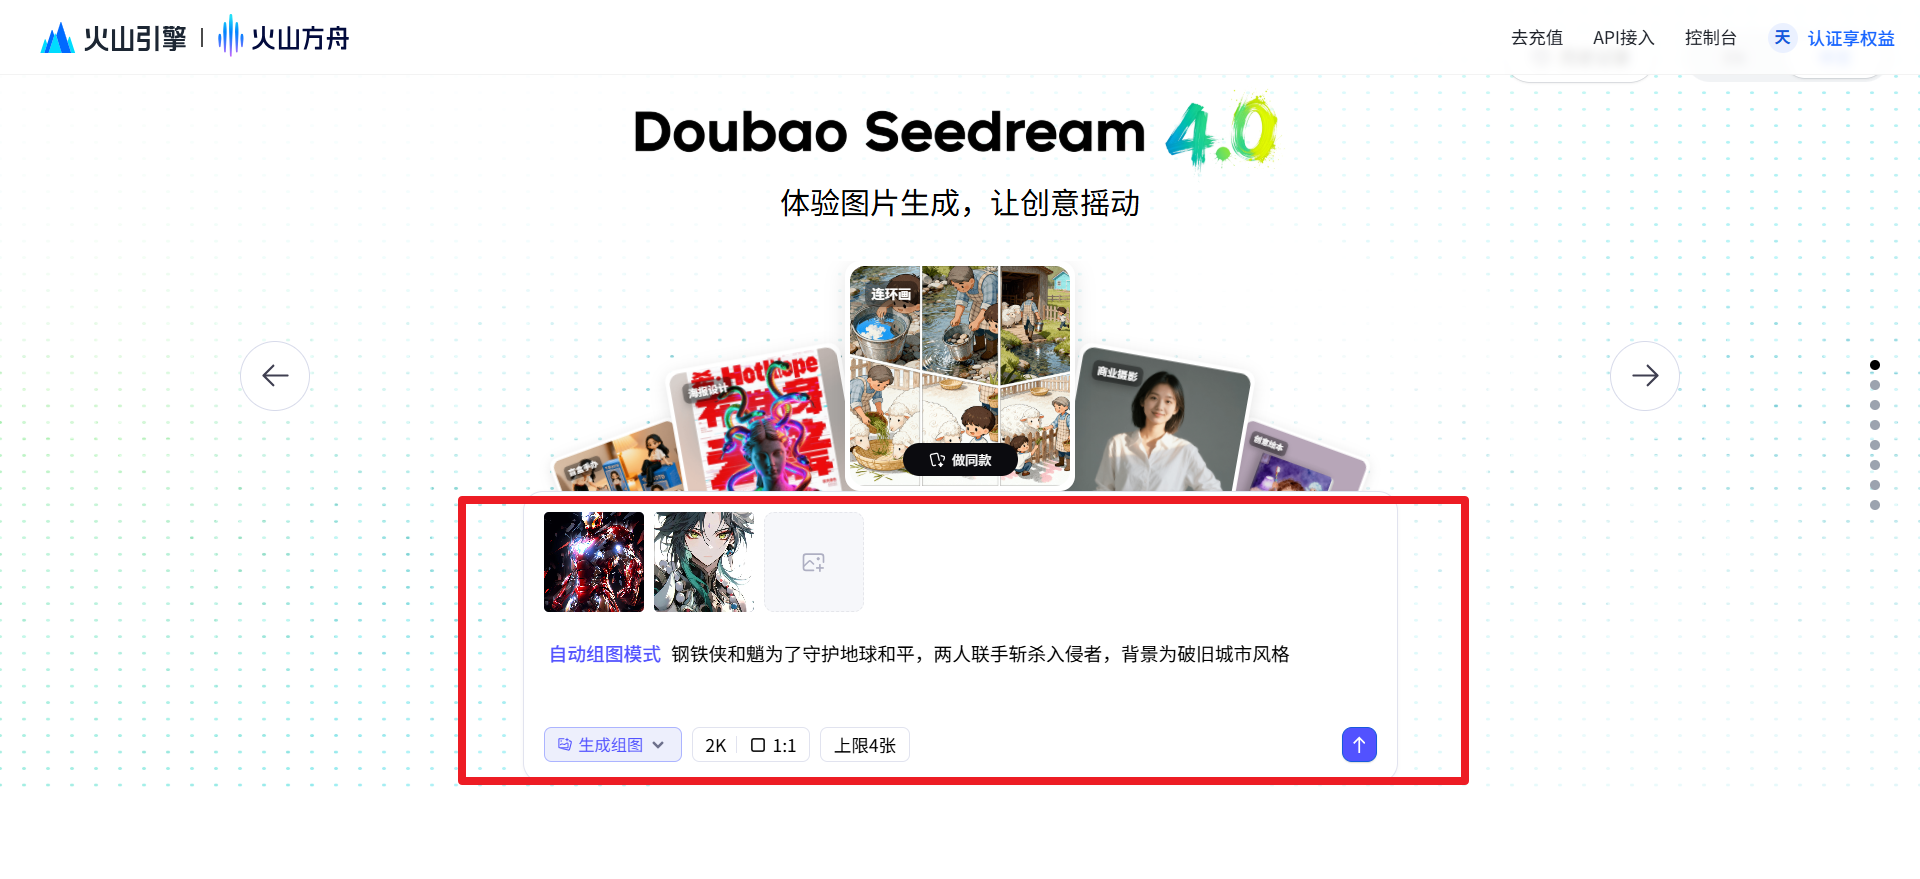 火山引擎 | 火山方舟
去充值 API接入 控制台 天 认证享权益
Doubao Seedream 4.0
体验图片生成，让创意摇动
连环画
海报设计
Hot Hope
商业摄影
盲盒手办
创意绘本
做同款
自动组图模式 钢铁侠和魈为了守护地球和平，两人联手斩杀入侵者，背景为破旧城市风格
生成组图 2K 1:1 上限4张